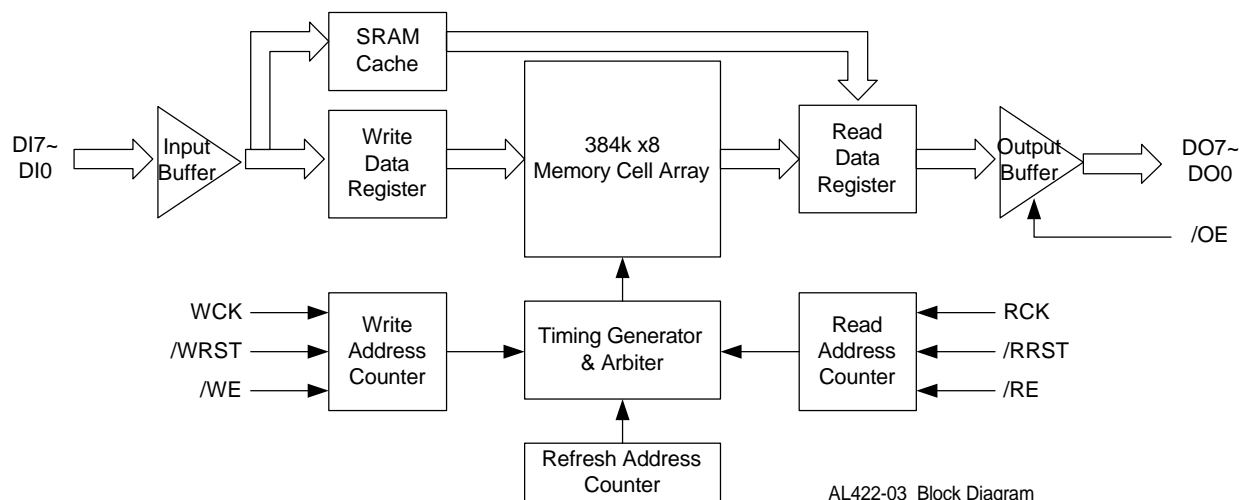 SRAM
Cache
DI7~
DI0
Input
Buffer
Write
Data
Register
384k x8
Memory Cell Array
Read
Data
Register
Output
Buffer
DO7~
DO0
/OE
WCK
/WRST
/WE
Write
Address
Counter
Timing Generator
& Arbiter
Read
Address
Counter
RCK
/RRST
/RE
Refresh Address
Counter
AL422-03 Block Diagram